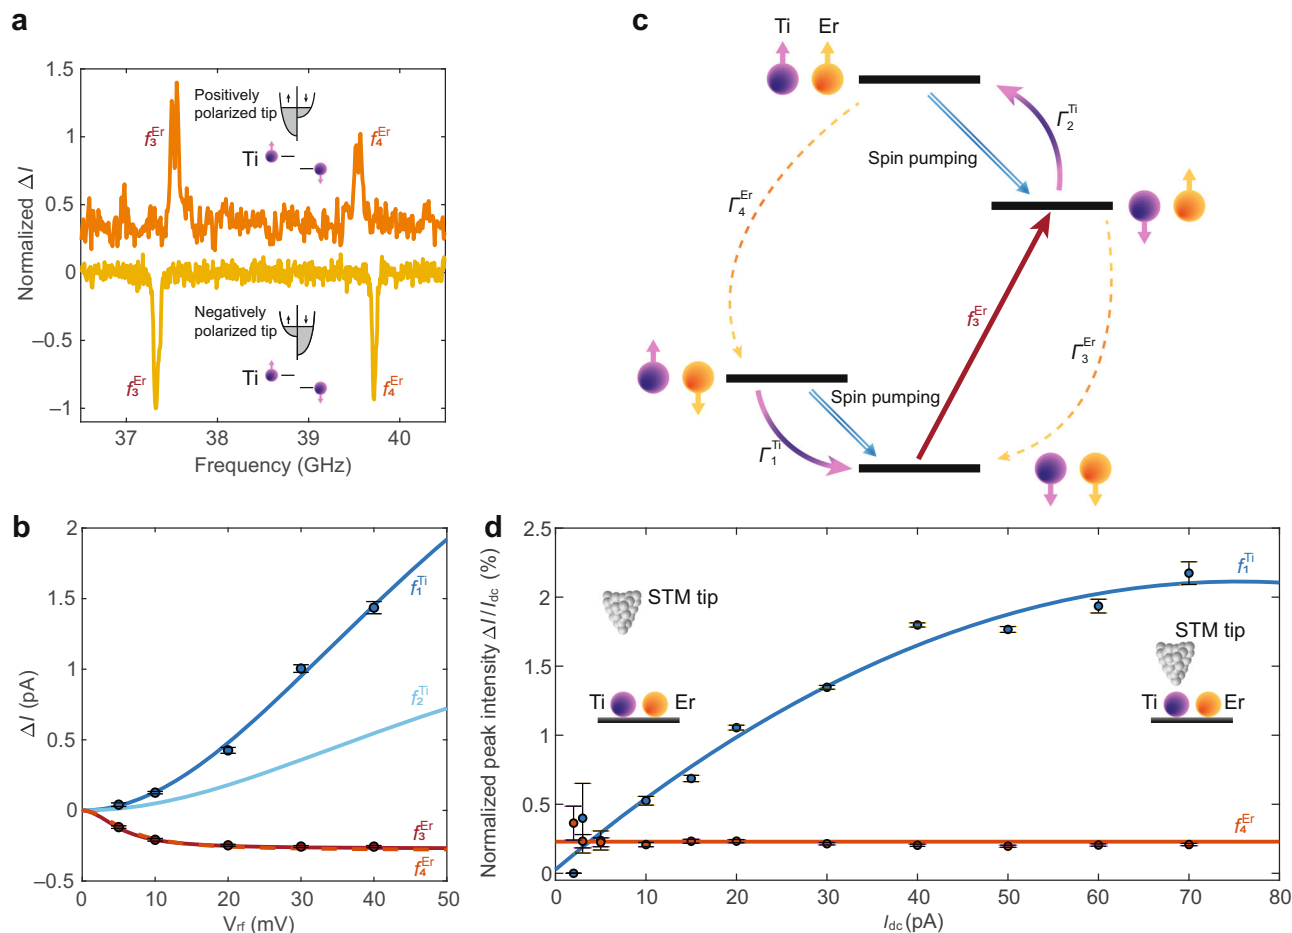 a
Normalized ΔI
1.5
1
0.5
0
−0.5
−1
37
38
39
40
Frequency (GHz)
Positively
polarized tip
Ti
f₃ᴱʳ
f₄ᴱʳ
Negatively
polarized tip
Ti
f₃ᴱʳ
f₄ᴱʳ
c
Ti Er
Γ₂ᵀⁱ
Spin pumping
Γ₄ᴱʳ
f₃ᴱʳ
Γ₃ᴱʳ
Spin pumping
Γ₁ᵀⁱ
b
ΔI (pA)
2
1.5
1
0.5
0
−0.5
0
10
20
30
40
50
V_rf (mV)
f₁ᵀⁱ
f₂ᵀⁱ
f₃ᴱʳ
f₄ᴱʳ
d
Normalized peak intensity ΔI/I_dc (%)
2.5
2
1.5
1
0.5
0
0
10
20
30
40
50
60
70
80
I_dc (pA)
f₁ᵀⁱ
STM tip
Ti Er
STM tip
Ti Er
f₄ᴱʳ